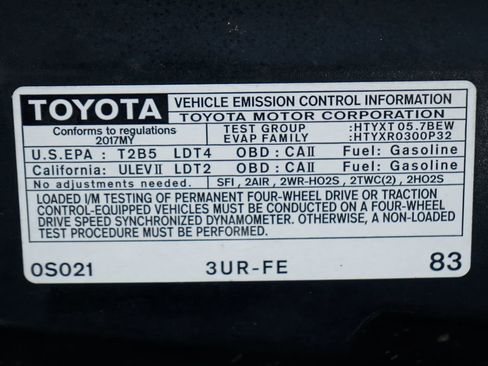 TOYOTA
VEHICLE EMISSION CONTROL INFORMATION
TOYOTA MOTOR CORPORATION
Conforms to regulations
2017MY
TEST GROUP :HTYXT05.7BEW
EVAP FAMILY :HTYXR0300P32
U.S.EPA : T2B5 LDT4 OBD : CAII Fuel: Gasoline
California: ULEVII LDT2 OBD : CAII Fuel: Gasoline
No adjustments needed. SFI , 2AIR , 2WR-HO2S , 2TWC(2) , 2HO2S
LOADED I/M TESTING OF PERMANENT FOUR-WHEEL DRIVE OR TRACTION
CONTROL-EQUIPPED VEHICLES MUST BE CONDUCTED ON A FOUR-WHEEL
DRIVE SPEED SYNCHRONIZED DYNAMOMETER. OTHERWISE, A NON-LOADED
TEST PROCEDURE MUST BE PERFORMED.
0S021 3UR-FE 83